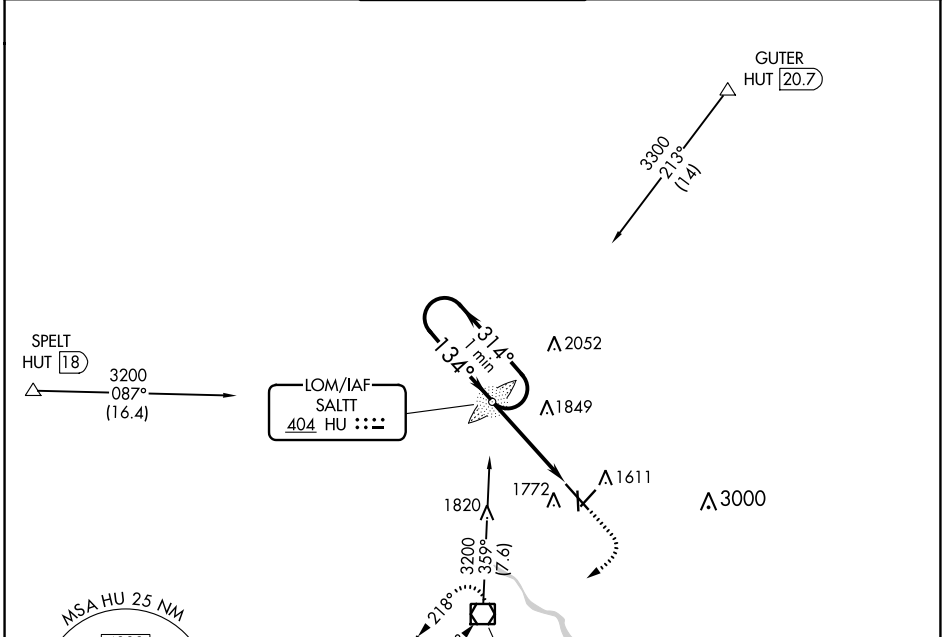 GUTER
HUT 20.7
3300
213°
(14)
SPELT
HUT 18
3200
087°
(16.4)
LOM/IAF
SALTT
404 HU
314°
1 min
134°
2052
1849
1611
1772
3000
1820
3200
359°
(7.6)
218°
MSA HU 25 NM